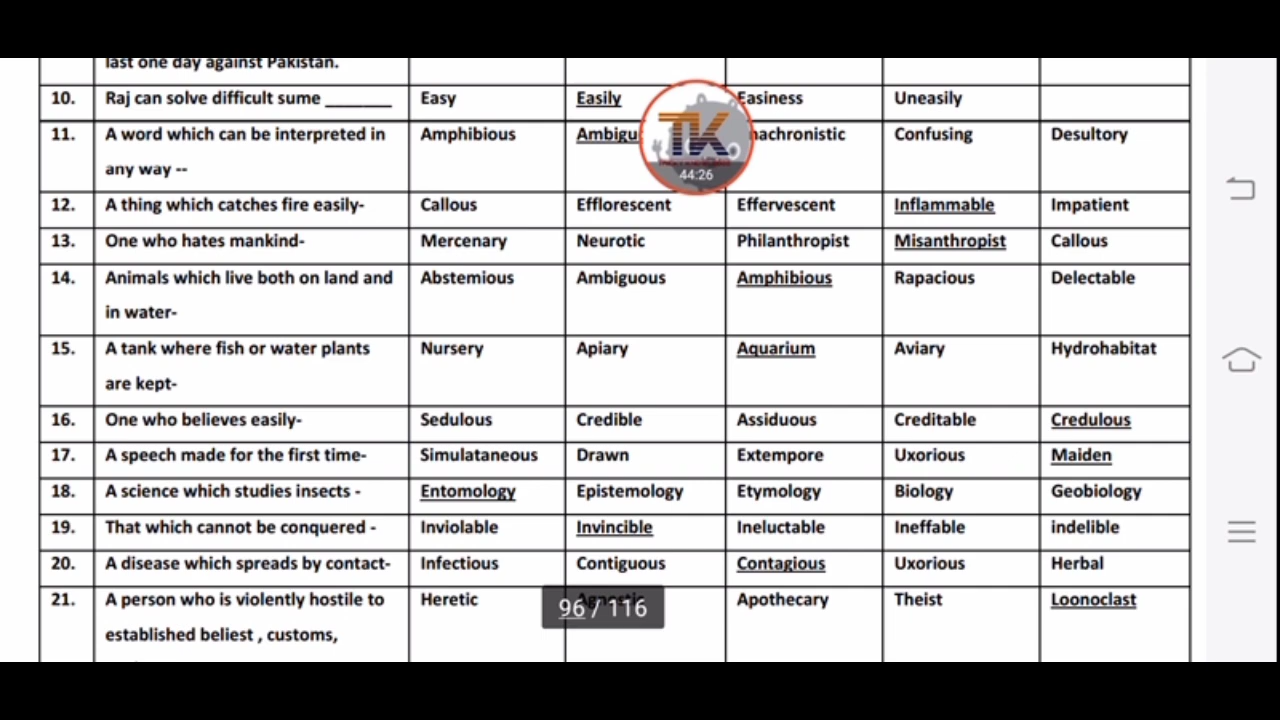 last one day against Pakistan.
10. Raj can solve difficult sume _______ Easy Easily Easiness Uneasily
11. A word which can be interpreted in Amphibious Confusing Desultory
any way --
TK
44:26
12. A thing which catches fire easily- Callous Efflorescent Effervescent Inflammable Impatient
13. One who hates mankind- Mercenary Neurotic Philanthropist Misanthropist Callous
14. Animals which live both on land and Abstemious Ambiguous Amphibious Rapacious Delectable
in water-
15. A tank where fish or water plants Nursery Apiary Aquarium Aviary Hydrohabitat
are kept-
16. One who believes easily- Sedulous Credible Assiduous Creditable Credulous
17. A speech made for the first time- Simulataneous Drawn Extempore Uxorious Maiden
18. A science which studies insects - Entomology Epistemology Etymology Biology Geobiology
19. That which cannot be conquered - Inviolable Invincible Ineluctable Ineffable indelible
20. A disease which spreads by contact- Infectious Contiguous Contagious Uxorious Herbal
21. A person who is violently hostile to Heretic Apothecary Theist Loonoclast
96 / 116
established beliest , customs,